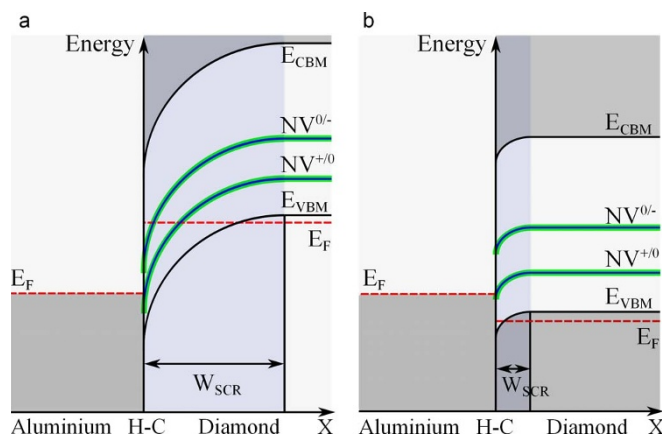 a
Energy
E_CBM
NV^0/-
NV^+/0
E_VBM
E_F
E_F
W_SCR
Aluminium H-C Diamond X
b
Energy
E_CBM
NV^0/-
NV^+/0
E_F
E_VBM
E_F
W_SCR
Aluminium H-C Diamond X